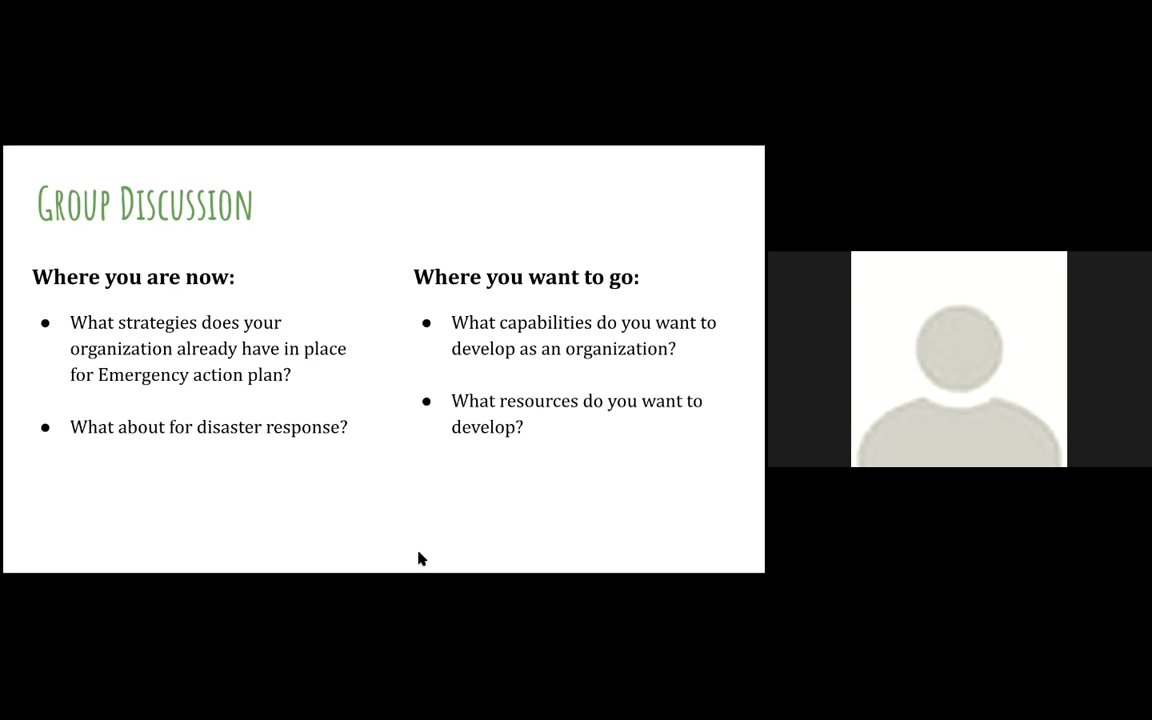 Group Discussion
Where you are now:
● What strategies does your
organization already have in place
for Emergency action plan?
● What about for disaster response?
Where you want to go:
● What capabilities do you want to
develop as an organization?
● What resources do you want to
develop?